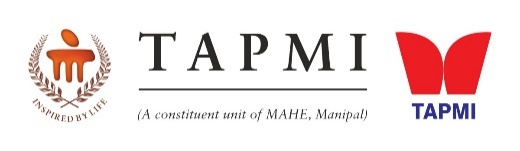 INSPIRED BY LIFE
TAPMI
(A constituent unit of MAHE, Manipal)
TAPMI